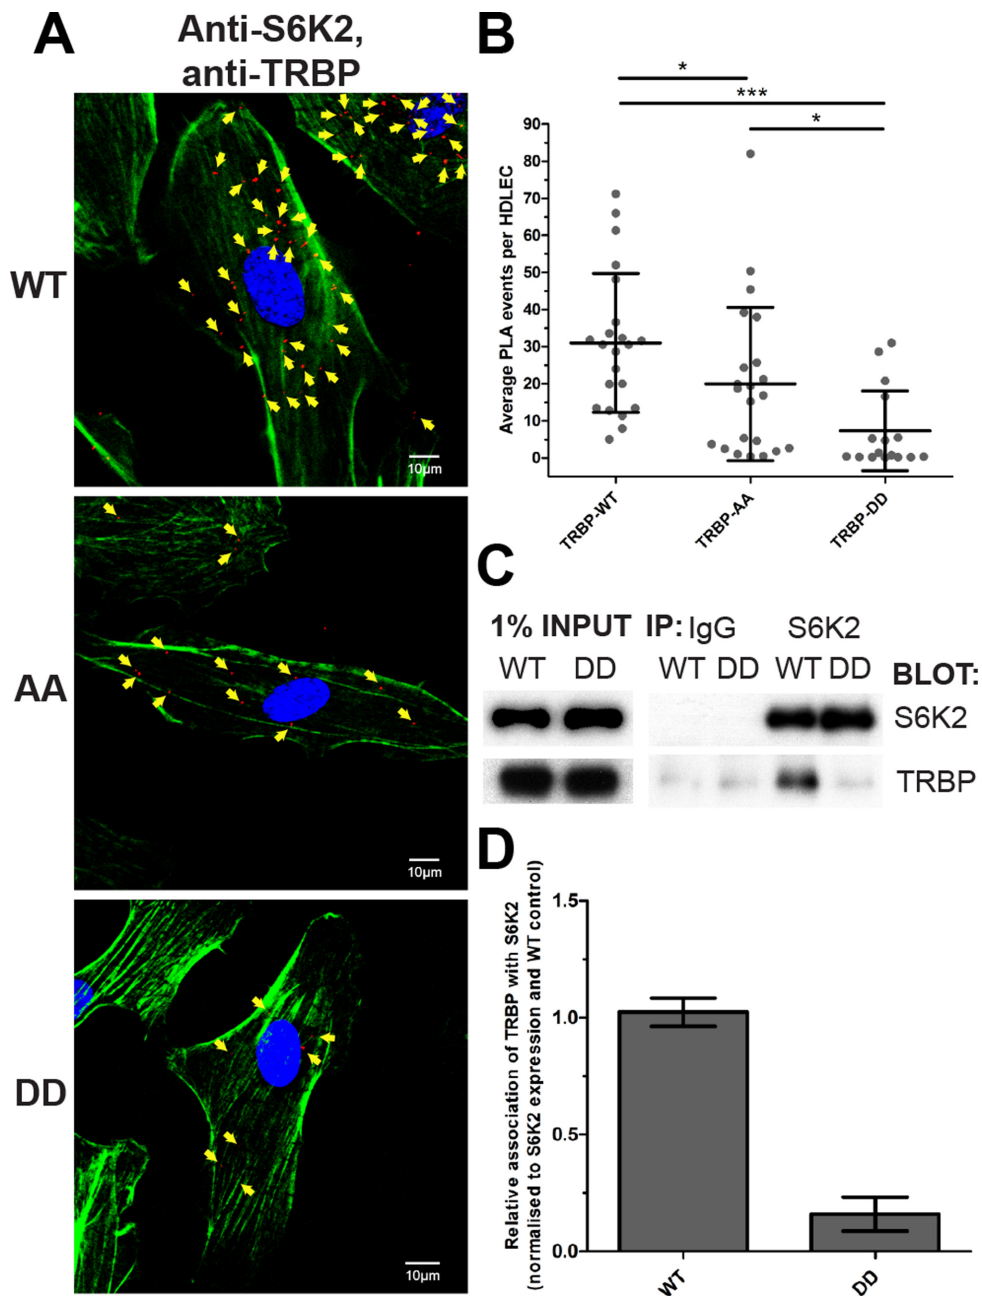 A
Anti-S6K2,
anti-TRBP
WT
10µm
AA
10µm
DD
10µm
B
*
***
*
Average PLA events per HDLEC
90
80
70
60
50
40
30
20
10
0
TRBP-WT
TRBP-AA
TRBP-DD
C
1% INPUT IP: IgG S6K2
WT DD WT DD WT DD BLOT:
S6K2
TRBP
D
Relative association of TRBP with S6K2
(normalised to S6K2 expression and WT control)
1.5
1.0
0.5
0.0
WT
DD